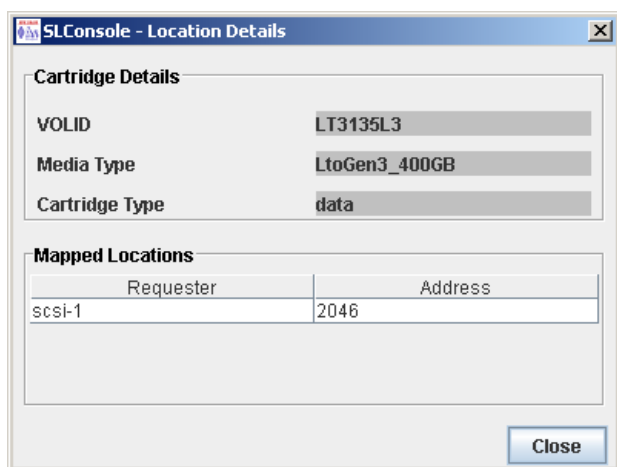 SLConsole - Location Details
Cartridge Details
VOLID LT3135L3
Media Type LtoGen3_400GB
Cartridge Type data
Mapped Locations
Requester Address
scsi-1 2046
Close